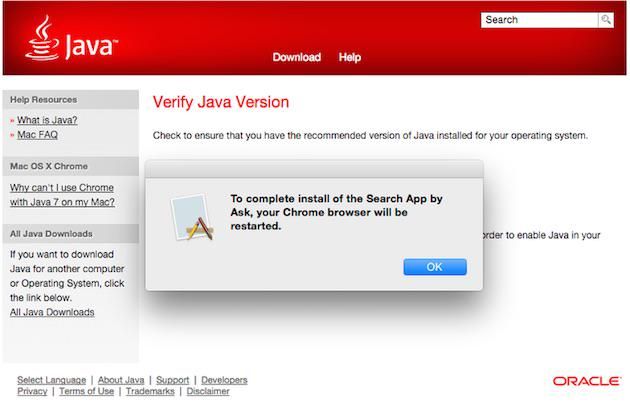 Java™
Search
Download Help
Help Resources
» What is Java?
» Mac FAQ
Mac OS X Chrome
Why can't I use Chrome
with Java 7 on my Mac?
All Java Downloads
If you want to download
Java for another computer
or Operating System, click
the link below.
All Java Downloads
Verify Java Version
Check to ensure that you have the recommended version of Java installed for your operating system.
To complete install of the Search App by
Ask, your Chrome browser will be
restarted.
order to enable Java in your
OK
Select Language | About Java | Support | Developers
Privacy | Terms of Use | Trademarks | Disclaimer
ORACLE